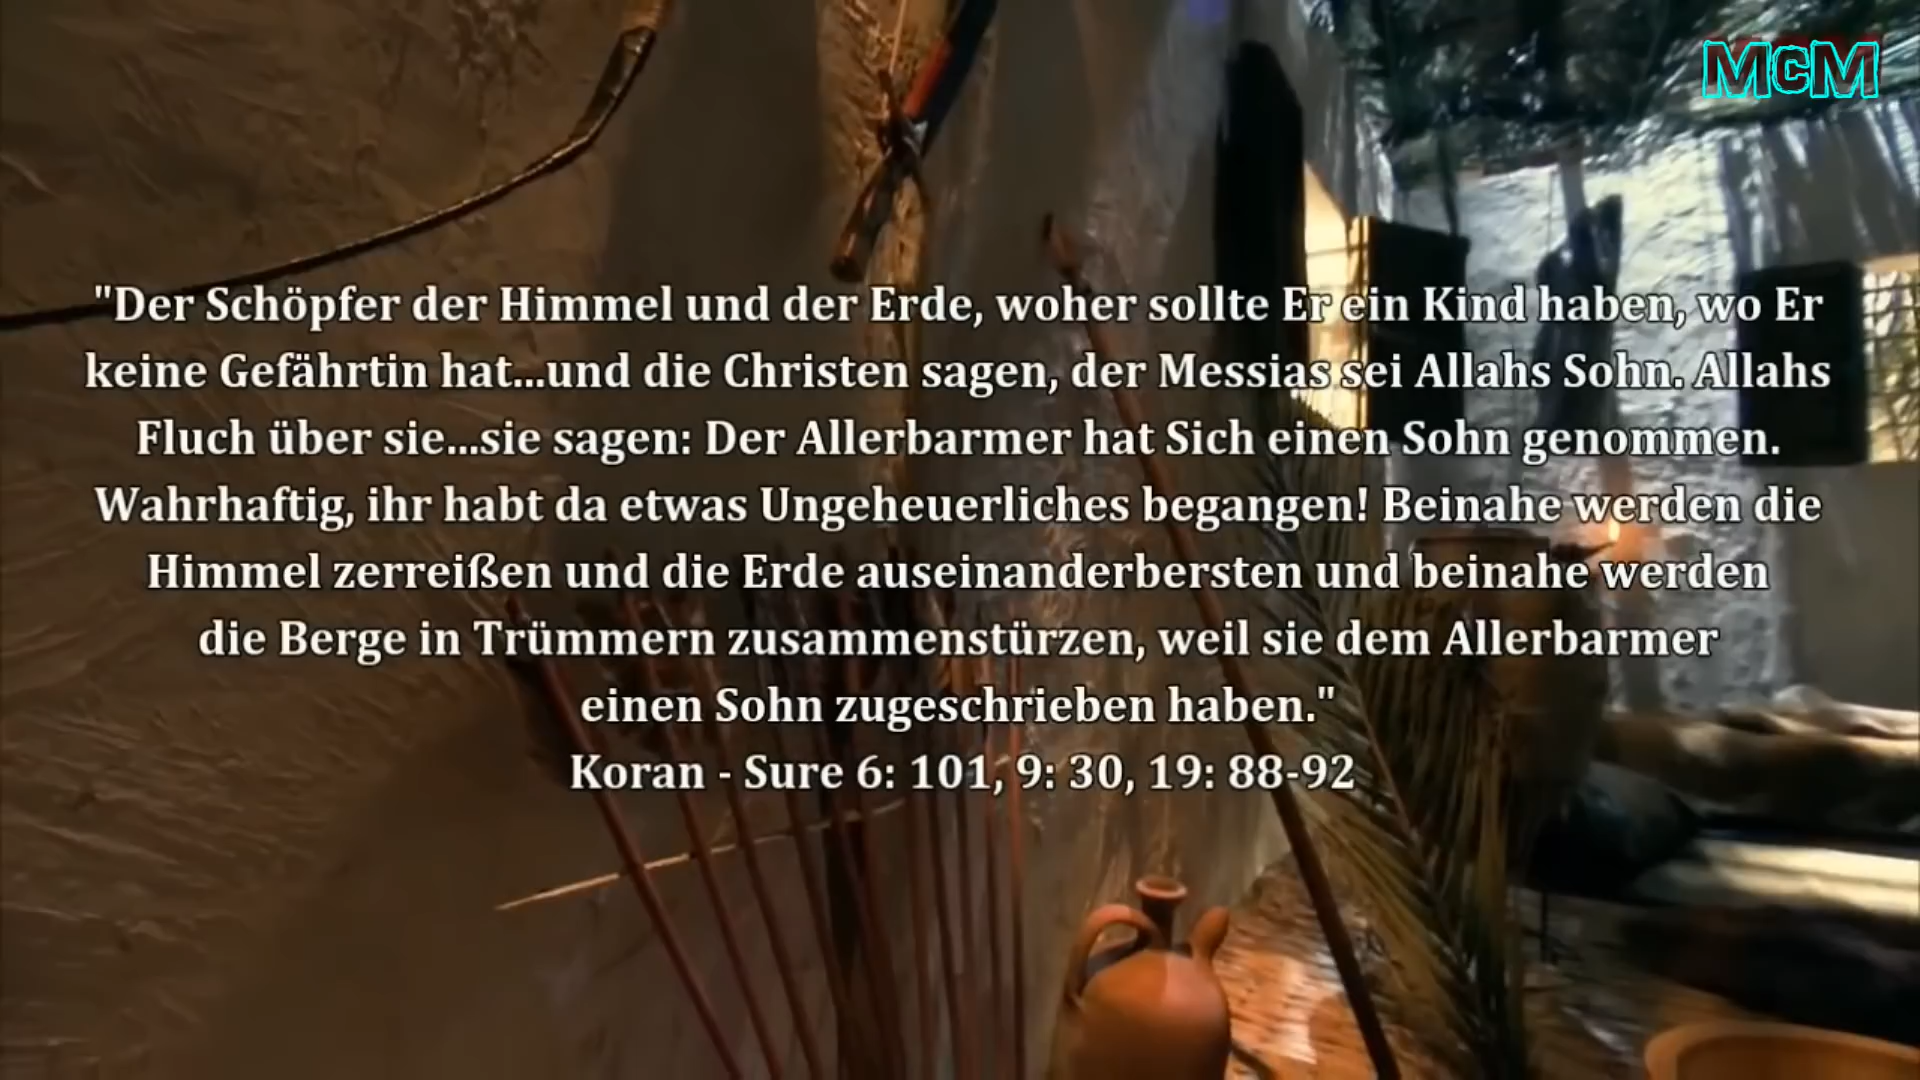 McM
"Der Schöpfer der Himmel und der Erde, woher sollte Er ein Kind haben, wo Er
keine Gefährtin hat...und die Christen sagen, der Messias sei Allahs Sohn. Allahs
Fluch über sie...sie sagen: Der Allerbarmer hat Sich einen Sohn genommen.
Wahrhaftig, ihr habt da etwas Ungeheuerliches begangen! Beinahe werden die
Himmel zerreißen und die Erde auseinanderbersten und beinahe werden
die Berge in Trümmern zusammenstürzen, weil sie dem Allerbarmer
einen Sohn zugeschrieben haben."
Koran - Sure 6: 101, 9: 30, 19: 88-92